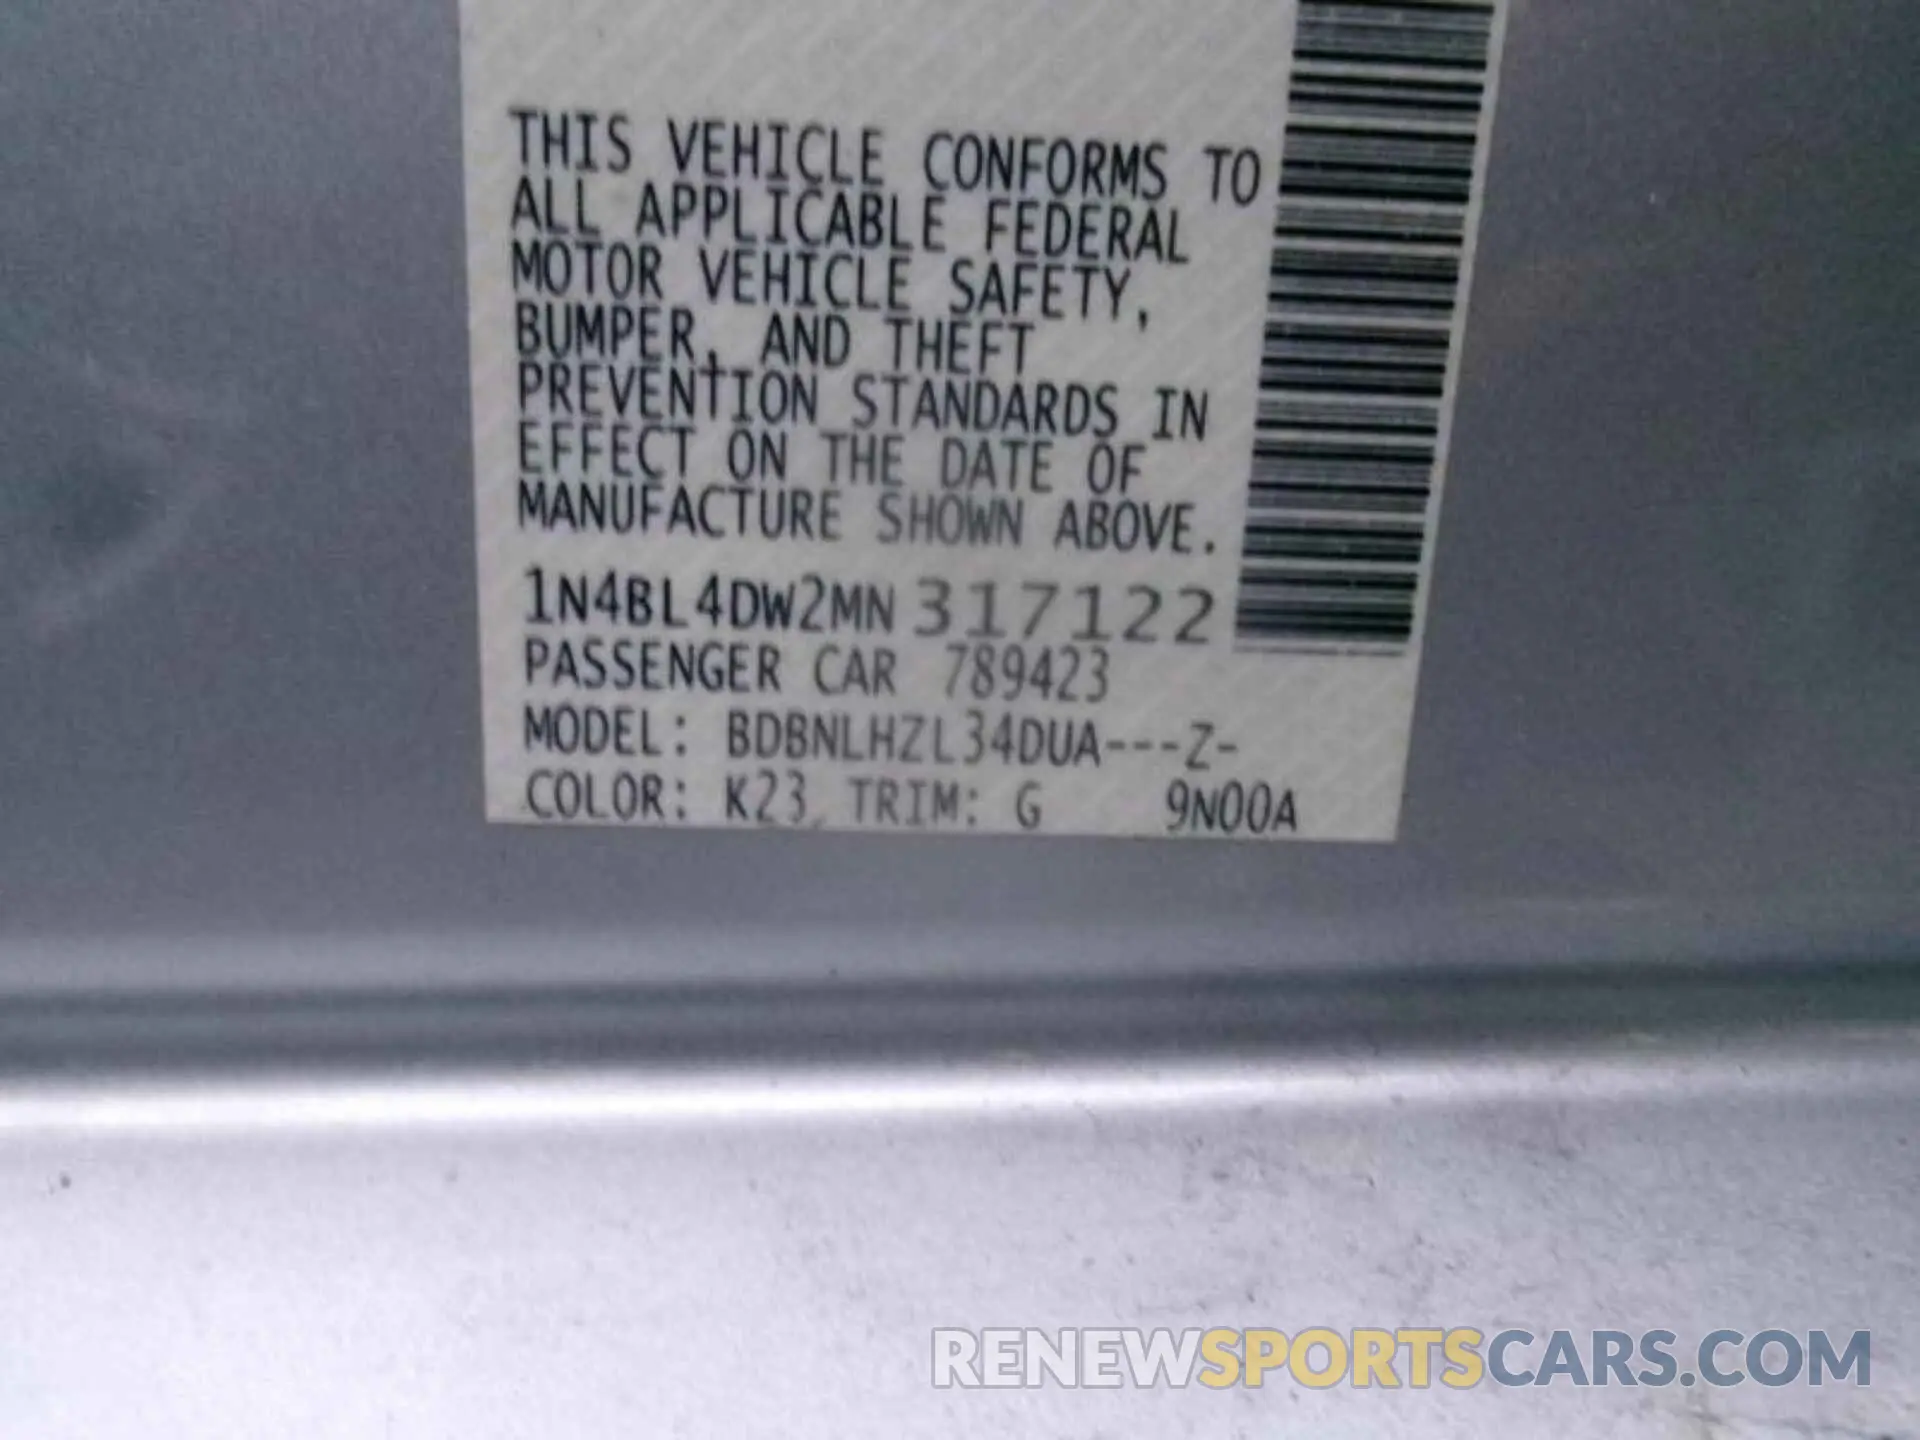 THIS VEHICLE CONFORMS TO
ALL APPLICABLE FEDERAL
MOTOR VEHICLE SAFETY,
BUMPER, AND THEFT
PREVENTION STANDARDS IN
EFFECT ON THE DATE OF
MANUFACTURE SHOWN ABOVE.
1N4BL4DW2MN317122
PASSENGER CAR 789423
MODEL: BDBNLHZL34DUA---Z-
COLOR: K23 TRIM: G 9N00A
RENEWSPORTSCARS.COM